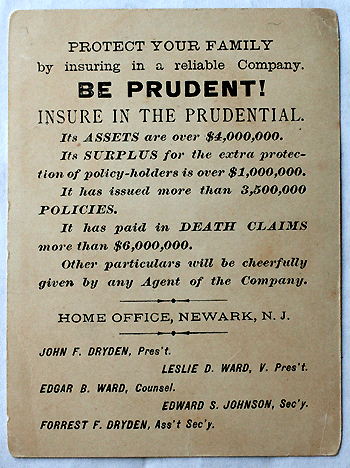 PROTECT YOUR FAMILY
by insuring in a reliable Company.
BE PRUDENT!
INSURE IN THE PRUDENTIAL.
Its ASSETS are over $4,000,000.
Its SURPLUS for the extra protec-
tion of policy-holders is over $1,000,000.
It has issued more than 3,500,000
POLICIES.
It has paid in DEATH CLAIMS
more than $6,000,000.
Other particulars will be cheerfully
given by any Agent of the Company.
HOME OFFICE, NEWARK, N. J.
JOHN F. DRYDEN, Pres't.
LESLIE D. WARD, V. Pres't.
EDGAR B. WARD, Counsel.
EDWARD S. JOHNSON, Sec'y.
FORREST F. DRYDEN, Ass't Sec'y.